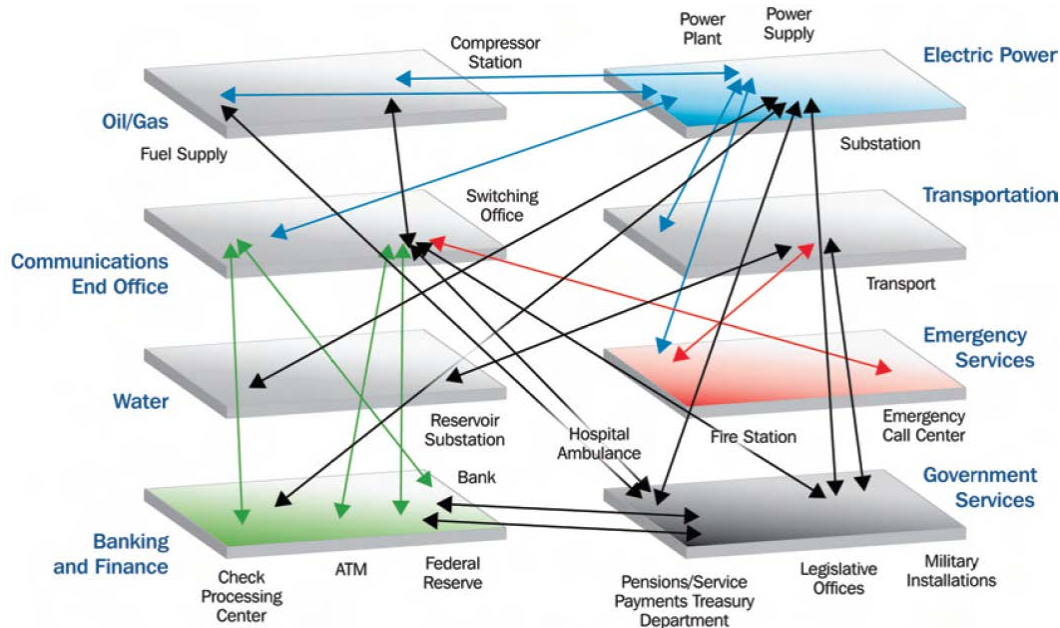 Power
Plant
Power
Supply
Compressor
Station
Electric Power
Oil/Gas
Fuel Supply
Substation
Switching
Office
Transportation
Communications
End Office
Transport
Emergency
Services
Water
Reservoir
Substation
Hospital
Ambulance
Fire Station
Emergency
Call Center
Bank
Government
Services
Banking
and Finance
Check
Processing
Center
ATM
Federal
Reserve
Pensions/Service
Payments Treasury
Department
Legislative
Offices
Military
Installations